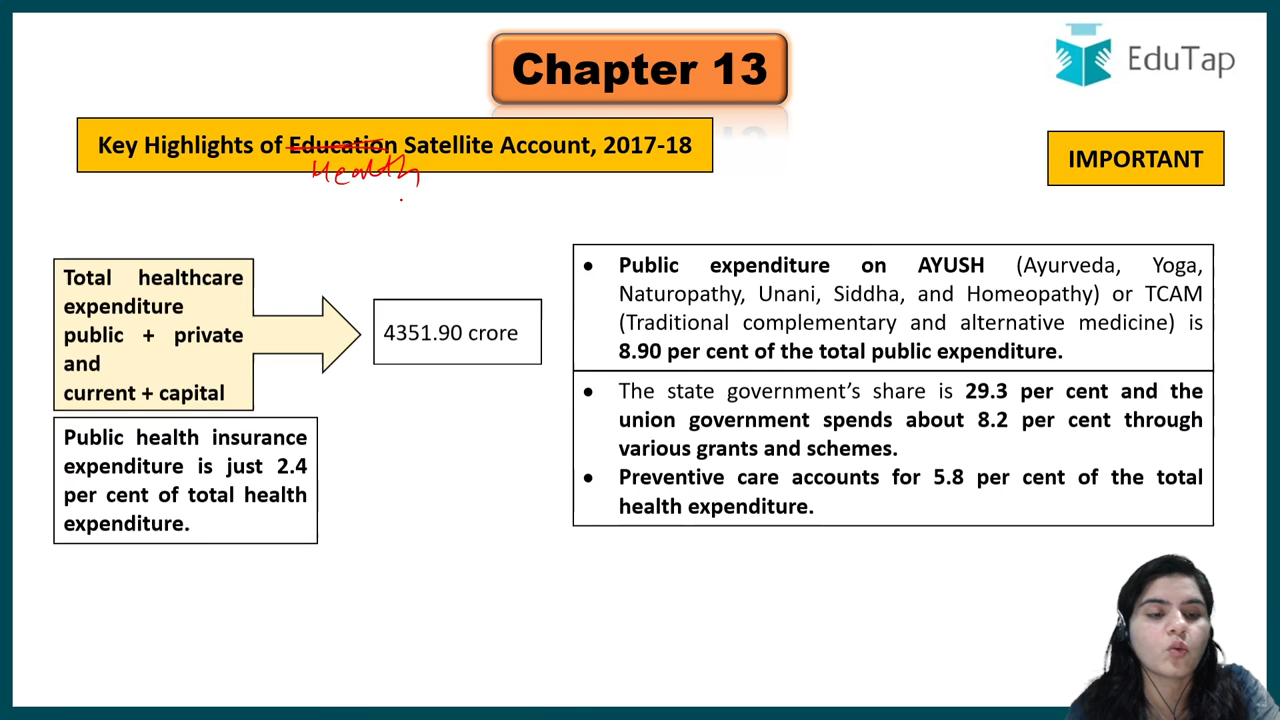 Chapter 13
EduTap
Key Highlights of Education Satellite Account, 2017-18
Health
IMPORTANT
Total healthcare
expenditure
public + private
and
current + capital
4351.90 crore
Public health insurance
expenditure is just 2.4
per cent of total health
expenditure.
● Public expenditure on AYUSH (Ayurveda, Yoga,
Naturopathy, Unani, Siddha, and Homeopathy) or TCAM
(Traditional complementary and alternative medicine) is
8.90 per cent of the total public expenditure.
● The state government's share is 29.3 per cent and the
union government spends about 8.2 per cent through
various grants and schemes.
● Preventive care accounts for 5.8 per cent of the total
health expenditure.